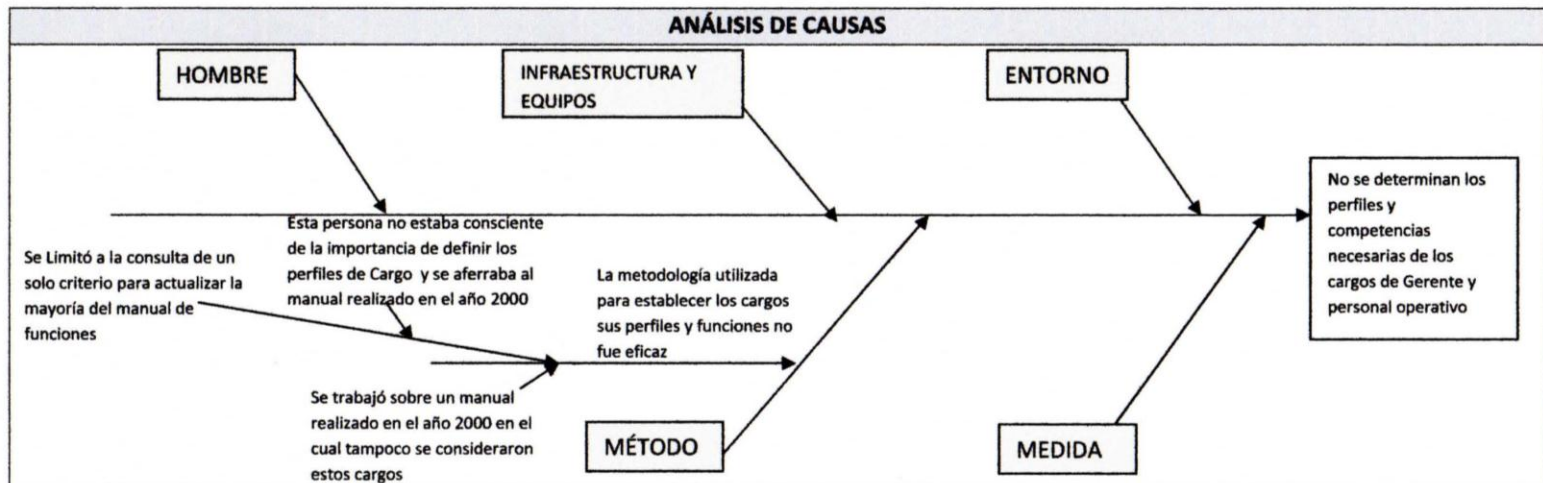 ANÁLISIS DE CAUSAS
HOMBRE
INFRAESTRUCTURA Y
EQUIPOS
ENTORNO
No se determinan los
perfiles y
competencias
necesarias de los
cargos de Gerente y
personal operativo
Esta persona no estaba consciente
de la importancia de definir los
perfiles de Cargo y se aferraba al
manual realizado en el año 2000
Se Limitó a la consulta de un
solo criterio para actualizar la
mayoría del manual de
funciones
La metodología utilizada
para establecer los cargos
sus perfiles y funciones no
fue eficaz
Se trabajó sobre un manual
realizado en el año 2000 en el
cual tampoco se consideraron
estos cargos
MÉTODO
MEDIDA